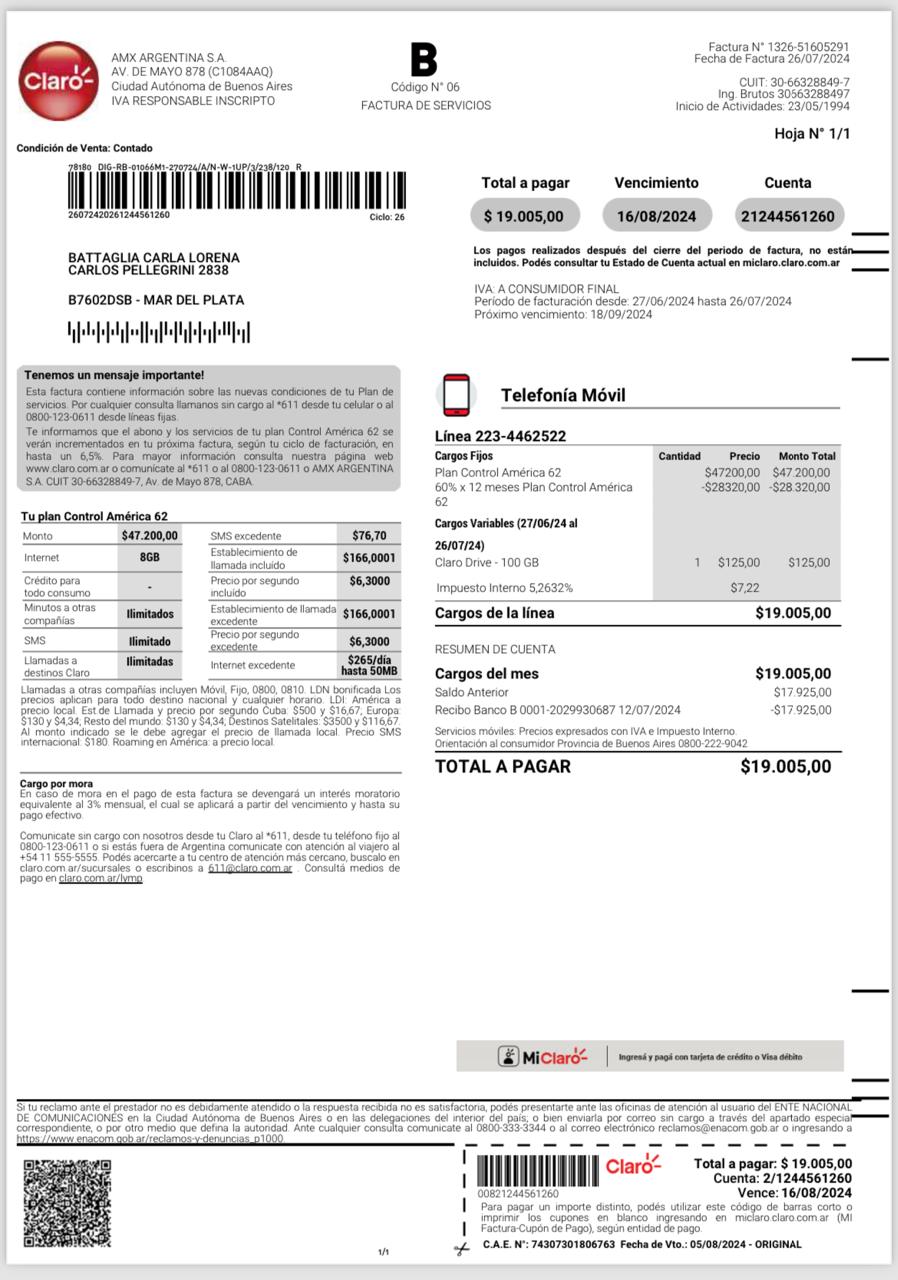 Claro
AMX ARGENTINA S.A.
AV. DE MAYO 878 (C1084AAQ)
Ciudad Autónoma de Buenos Aires
IVA RESPONSABLE INSCRIPTO
B
Código N° 06
FACTURA DE SERVICIOS
Factura N° 1326-51605291
Fecha de Factura 26/07/2024
CUIT: 30-66328849-7
Ing. Brutos 30663288497
Inicio de Actividades: 23/05/1994
Hoja N° 1/1
Condición de Venta: Contado
78180 DIG-RB-01066M1-270724/A/N-W-1UP/3/238/120 R
26072420261244561260
Ciclo: 26
Total a pagar Vencimiento Cuenta
$ 19.005,00 16/08/2024 21244561260
Los pagos realizados después del cierre del periodo de factura, no están
incluidos. Podés consultar tu Estado de Cuenta actual en miclaro.claro.com.ar
BATTAGLIA CARLA LORENA
CARLOS PELLEGRINI 2838
B7602DSB - MAR DEL PLATA
IVA: A CONSUMIDOR FINAL
Período de facturación desde: 27/06/2024 hasta 26/07/2024
Próximo vencimiento: 18/09/2024
Tenemos un mensaje importante!
Esta factura contiene información sobre las nuevas condiciones de tu Plan de
servicios. Por cualquier consulta llamanos sin cargo al *611 desde tu celular o al
0800-123-0611 desde líneas fijas.
Te informamos que el abono y los servicios de tu plan Control América 62 se
verán incrementados en tu próxima factura, según tu ciclo de facturación, en
hasta un 6,5%. Para mayor información consulta nuestra página web
www.claro.com.ar o comunícate al *611 o al 0800-123-0611 o AMX ARGENTINA
S.A. CUIT 30-66328849-7, Av. de Mayo 878, CABA.
Tu plan Control América 62
Monto $47.200,00 SMS excedente $76,70
Internet 8GB Establecimiento de
llamada incluído $166,0001
Crédito para
todo consumo - Precio por segundo
incluído $6,3000
Minutos a otras
compañías Ilimitados Establecimiento de llamada
excedente $166,0001
SMS Ilimitado Precio por segundo
excedente $6,3000
Llamadas a
destinos Claro Ilimitadas Internet excedente $265/día
hasta 50MB
Llamadas a otras compañías incluyen Móvil, Fijo, 0800, 0810. LDN bonificada Los
precios aplican para todo destino nacional y cualquier horario. LDI: América a
precio local. Est.de Llamada y precio por segundo Cuba: $500 y $16,67; Europa:
$130 y $4,34; Resto del mundo: $130 y $4,34; Destinos Satelitales: $3500 y $116,67.
Al monto indicado se le debe agregar el precio de llamada local. Precio SMS
internacional: $180. Roaming en América: a precio local.
Cargo por mora
En caso de mora en el pago de esta factura se devengará un interés moratorio
equivalente al 3% mensual, el cual se aplicará a partir del vencimiento y hasta su
pago efectivo.
Comunicate sin cargo con nosotros desde tu Claro al *611, desde tu teléfono fijo al
0800-123-0611 o si estás fuera de Argentina comunicate con atención al viajero al
+54 11 555-5555. Podés acercarte a tu centro de atención más cercano, buscalo en
claro.com.ar/sucursales o escribinos a 611@claro.com.ar . Consultá medios de
pago en claro.com.ar/lymp.
Telefonía Móvil
Línea 223-4462522
Cargos Fijos Cantidad Precio Monto Total
Plan Control América 62 $47200,00 $47.200,00
60% x 12 meses Plan Control América -$28320,00 -$28.320,00
62
Cargos Variables (27/06/24 al
26/07/24)
Claro Drive - 100 GB 1 $125,00 $125,00
Impuesto Interno 5,2632% $7,22
Cargos de la línea $19.005,00
RESUMEN DE CUENTA
Cargos del mes $19.005,00
Saldo Anterior $17.925,00
Recibo Banco B 0001-2029930687 12/07/2024 -$17.925,00
Servicios móviles: Precios expresados con IVA e Impuesto Interno.
Orientación al consumidor Provincia de Buenos Aires 0800-222-9042
TOTAL A PAGAR $19.005,00
MiClaro
Ingresá y pagá con tarjeta de crédito o Visa débito
Si tu reclamo ante el prestador no es debidamente atendido o la respuesta recibida no es satisfactoria, podés presentarte ante las oficinas de atención al usuario del ENTE NACIONAL
DE COMUNICACIONES en la Ciudad Autónoma de Buenos Aires o en las delegaciones del interior del país; o bien enviarla por correo sin cargo a través del apartado especial
correspondiente, o por otro medio que defina la autoridad. Ante cualquier consulta comunicate al 0800-333-3344 o al correo electrónico reclamos@enacom.gob.ar o ingresando a
https://www.enacom.gob.ar/reclamos-y-denuncias_p1000.
00821244561260
Claro
Total a pagar: $ 19.005,00
Cuenta: 2/1244561260
Vence: 16/08/2024
Para pagar un importe distinto, podés utilizar este código de barras corto o
imprimir los cupones en blanco ingresando en miclaro.claro.com.ar (MI
Factura-Cupón de Pago), según entidad de pago.
C.A.E. N°: 74307301806763 Fecha de Vto.: 05/08/2024 - ORIGINAL
1/1